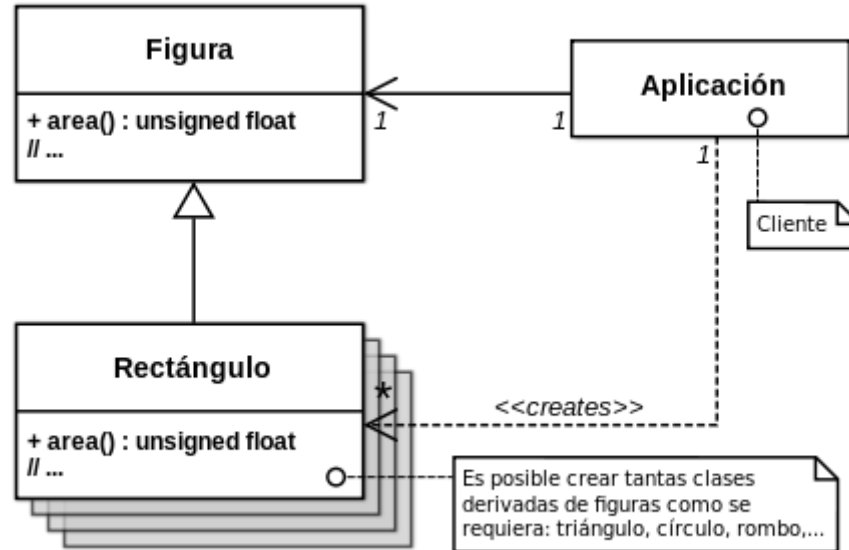 Figura
+ area() : unsigned float
// ...
1
1
Aplicación
1
Cliente
Rectángulo
+ area() : unsigned float
// ...
*
<<creates>>
Es posible crear tantas clases
derivadas de figuras como se
requiera: triángulo, círculo, rombo,...